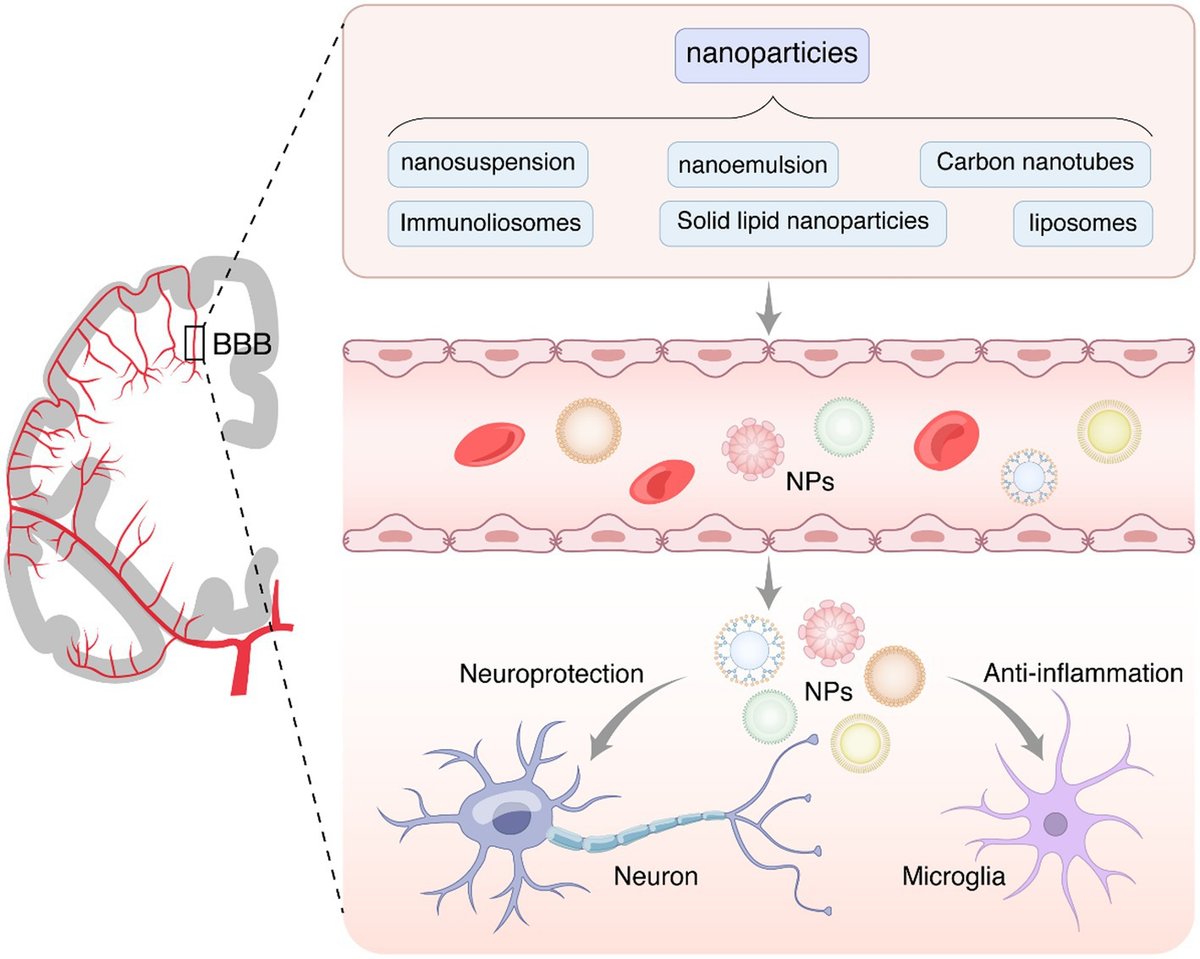 nanoparticies
nanosuspension
nanoemulsion
Carbon nanotubes
Immunoliosomes
Solid lipid nanoparticies
liposomes
BBB
NPs
Neuroprotection
NPs
Anti-inflammation
Neuron
Microglia